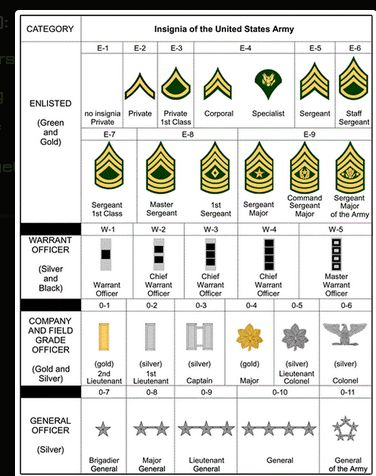 CATEGORY
Insignia of the United States Army
E-1 E-2 E-3 E-4 E-5 E-6
ENLISTED
(Green
and
Gold)
no insignia
Private
Private
Private
1st Class
Corporal
Specialist
Sergeant
Staff
Sergeant
E-7 E-8 E-9
Sergeant
1st Class
Master
Sergeant
1st
Sergeant
Sergeant
Major
Command
Sergeant
Major
Sergeant
Major
of the Army
W-1 W-2 W-3 W-4 W-5
WARRANT
OFFICER
(Silver
and
Black)
Warrant
Officer
Chief
Warrant
Officer
Chief
Warrant
Officer
Chief
Warrant
Officer
Master
Warrant
Officer
0-1 0-2 0-3 0-4 0-5 0-6
COMPANY
AND FIELD
GRADE
OFFICER
(Gold and
Silver)
(gold)
2nd
Lieutenant
(silver)
1st
Lieutenant
(silver)
Captain
(gold)
Major
(silver)
Lieutenant
Colonel
(silver)
Colonel
0-7 0-8 0-9 0-10 0-11
GENERAL
OFFICER
(Silver)
Brigadier
General
Major
General
Lieutenant
General
General
General
of the Army